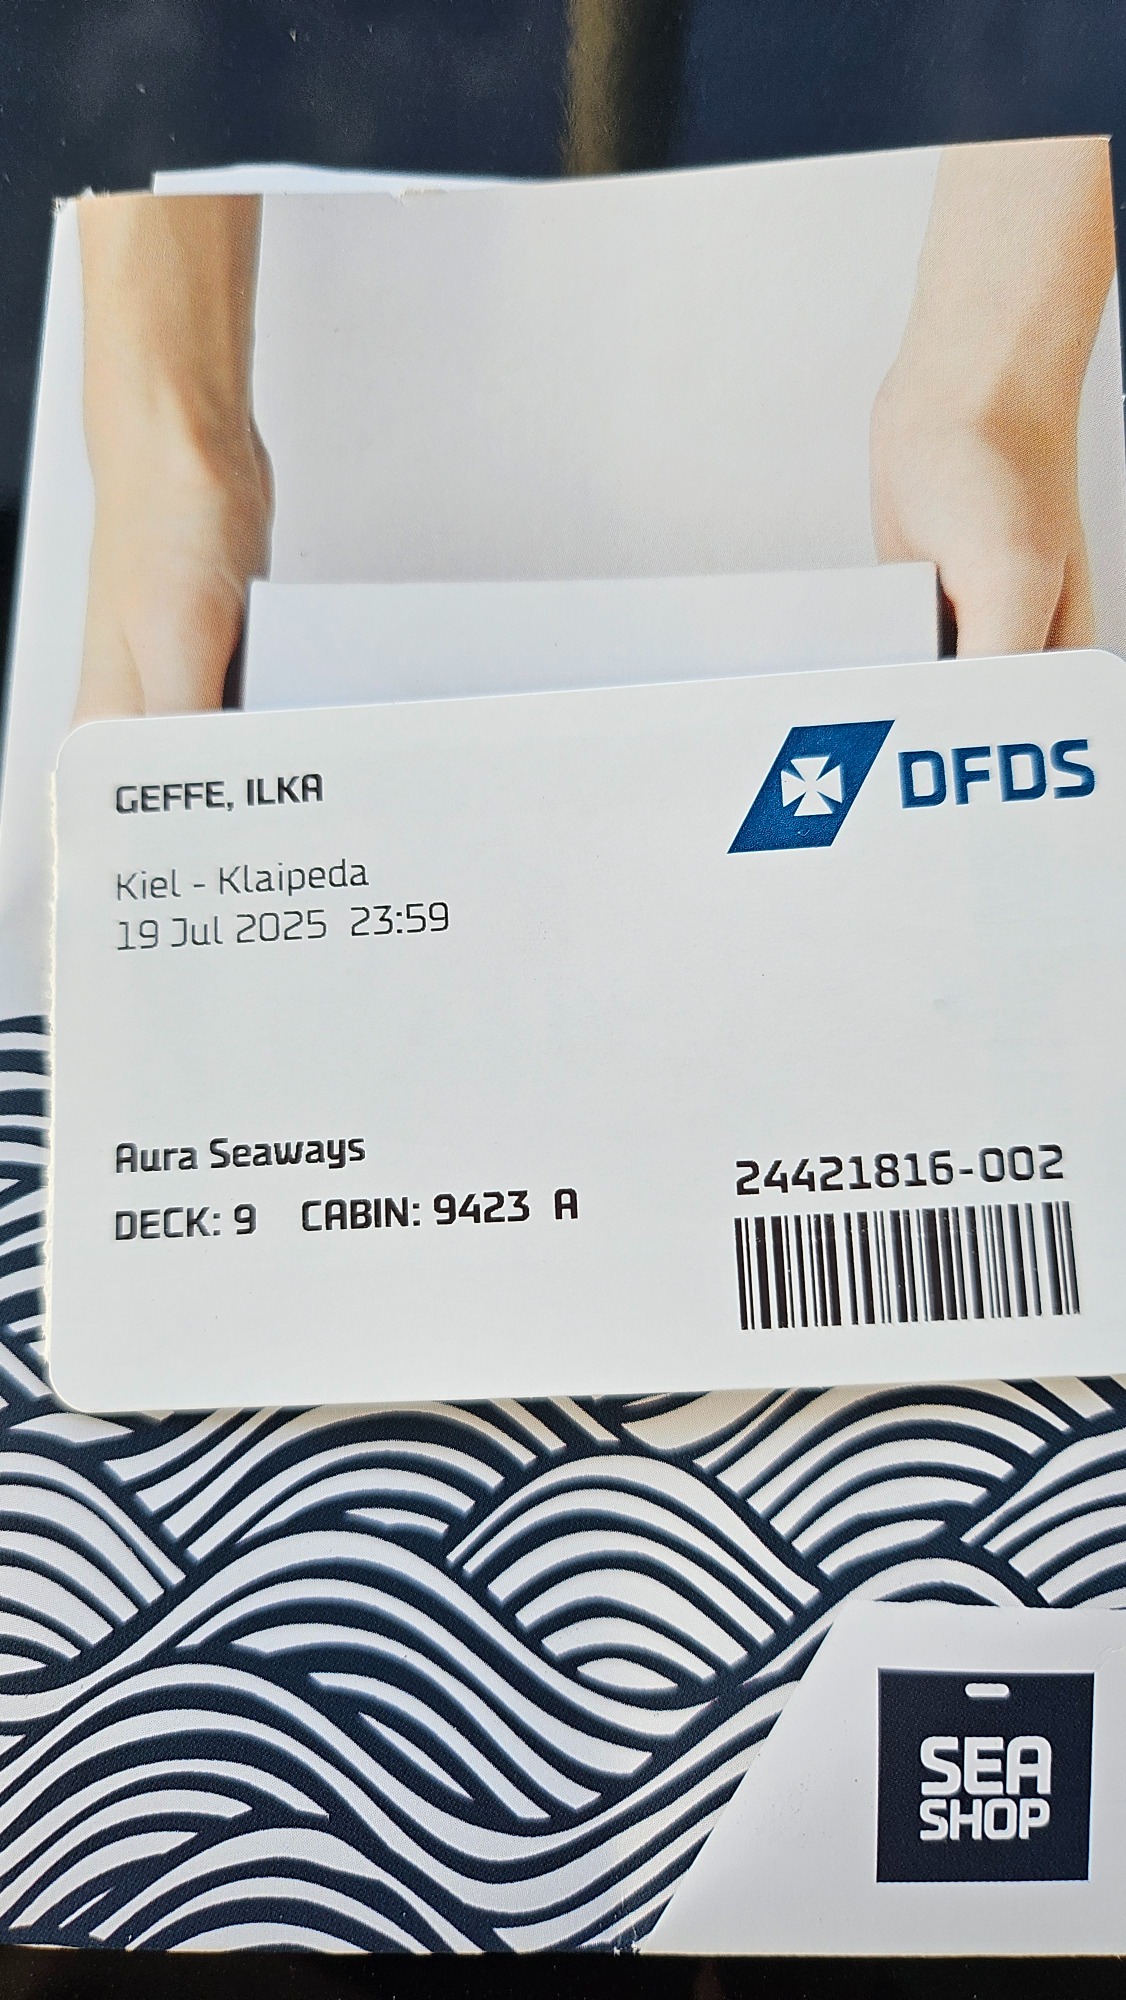 GEFFE, ILKA
DFDS
Kiel - Klaipeda
19 Jul 2025 23:59
Aura Seaways
DECK: 9 CABIN: 9423 A
24421816-002
SEA
SHOP